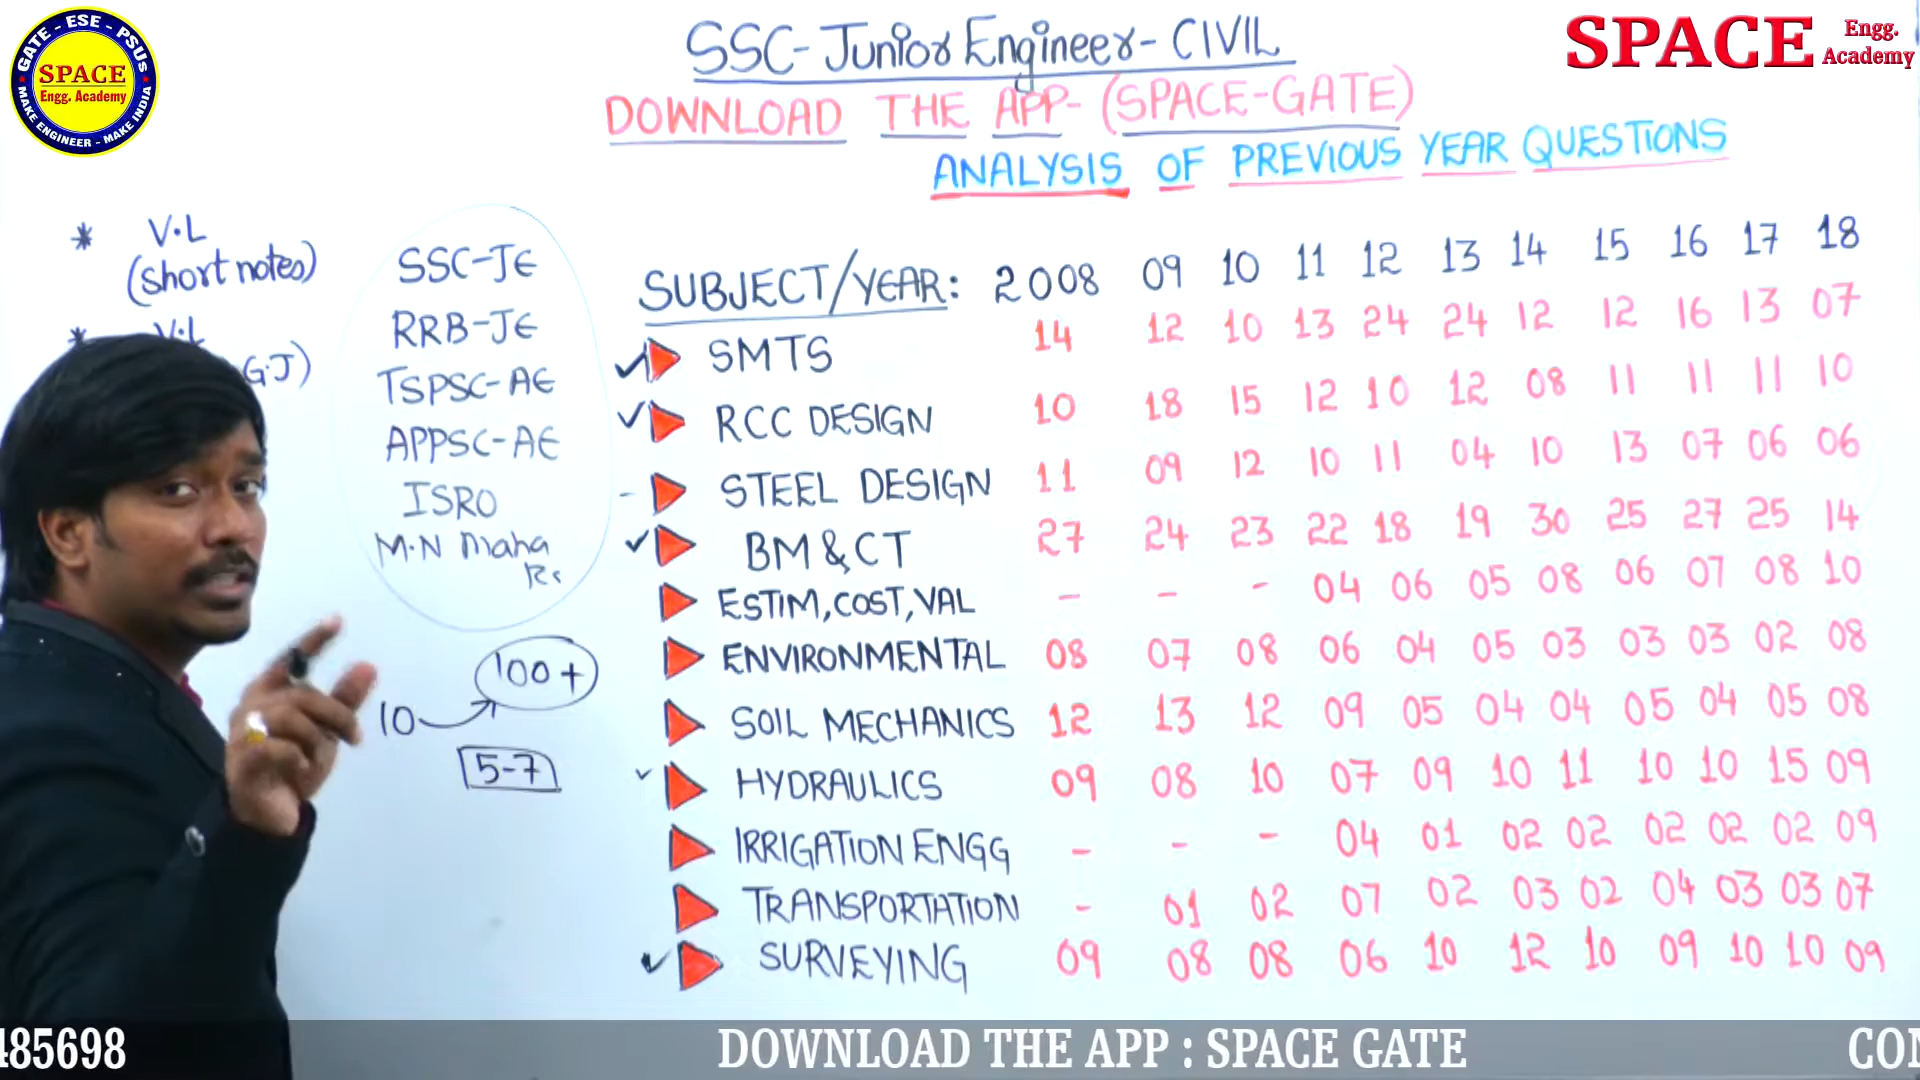 GATE - ESE - PSUs
SPACE
Engg. Academy
MAKE ENGINEER - MAKE INDIA
SSC-Junior Engineer-CIVIL
SPACE Engg. Academy
DOWNLOAD THE APP-(SPACE-GATE)
ANALYSIS OF PREVIOUS YEAR QUESTIONS
* V.L
(short notes)
* V.L
G.J)
SSC-JE
RRB-JE
TSPSC-AE
APPSC-AE
ISRO
M.N Maha
Rs
100+
10
5-7
SUBJECT/YEAR: 2008 09 10 11 12 13 14 15 16 17 18
SMTS 14 12 10 13 24 24 12 12 16 13 07
RCC DESIGN 10 18 15 12 10 12 08 11 11 11 10
STEEL DESIGN 11 09 12 10 11 04 10 13 07 06 06
BM & CT 27 24 23 22 18 19 30 25 27 25 14
ESTIM, COST, VAL - - - 04 06 05 08 06 07 08 10
ENVIRONMENTAL 08 07 08 06 04 05 03 03 03 02 08
SOIL MECHANICS 12 13 12 09 05 04 04 05 04 05 08
HYDRAULICS 09 08 10 07 09 10 11 10 10 15 09
IRRIGATION ENGG - - - 04 01 02 02 02 02 02 09
TRANSPORTATION - 01 02 07 02 03 02 04 03 03 07
SURVEYING 09 08 08 06 10 12 10 09 10 10 09
485698 DOWNLOAD THE APP : SPACE GATE CON